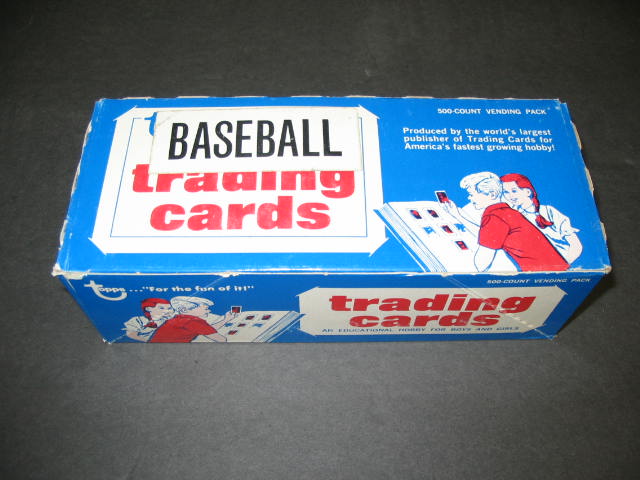 500-COUNT VENDING PACK
BASEBALL
trading
cards
Produced by the world's largest
publisher of Trading Cards for
America's fastest growing hobby!
500-COUNT VENDING PACK
Topps..."For the fun of it!"
trading
cards
AN EDUCATIONAL HOBBY FOR BOYS AND GIRLS